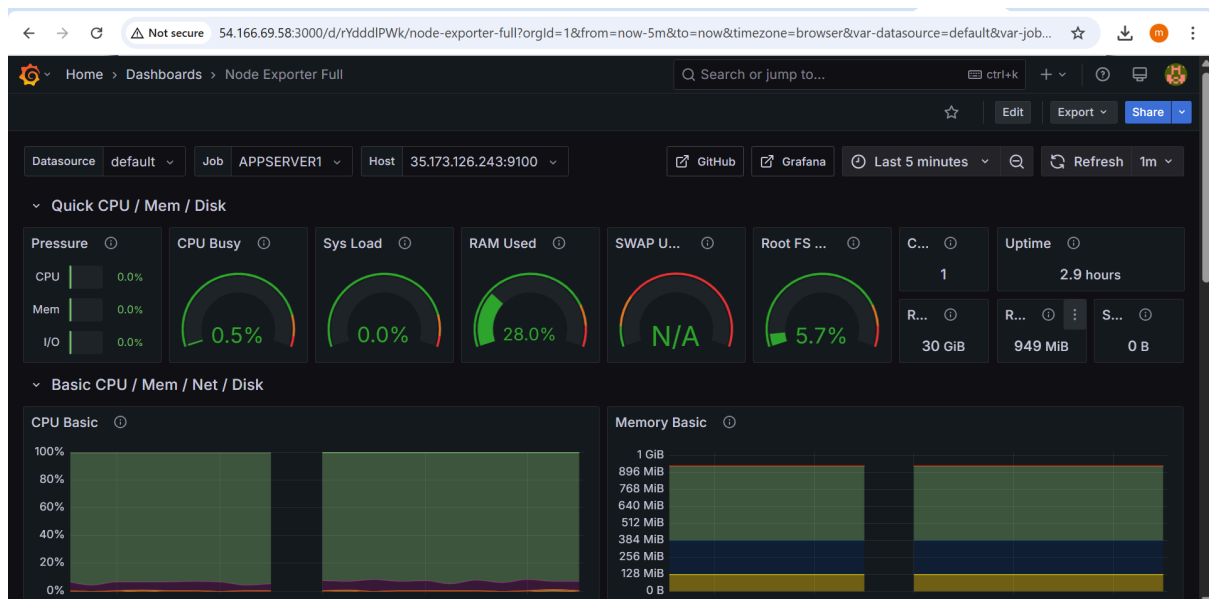 Not secure 54.166.69.58:3000/d/rYdddlPWk/node-exporter-full?orgId=1&from=now-5m&to=now&timezone=browser&var-datasource=default&var-job...
m
Home › Dashboards › Node Exporter Full
Search or jump to... ctrl+k
Edit Export Share
Datasource default Job APPSERVER1 Host 35.173.126.243:9100 GitHub Grafana Last 5 minutes Refresh 1m
Quick CPU / Mem / Disk
Pressure
CPU 0.0%
Mem 0.0%
I/O 0.0%
CPU Busy
0.5%
Sys Load
0.0%
RAM Used
28.0%
SWAP U...
N/A
Root FS ...
5.7%
C...
1
Uptime
2.9 hours
R...
30 GiB
R...
949 MiB
S...
0 B
Basic CPU / Mem / Net / Disk
CPU Basic
100%
80%
60%
40%
20%
0%
Memory Basic
1 GiB
896 MiB
768 MiB
640 MiB
512 MiB
384 MiB
256 MiB
128 MiB
0 B